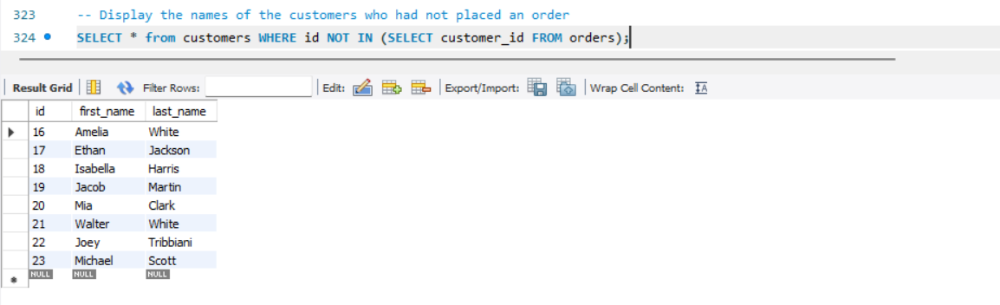 323 -- Display the names of the customers who had not placed an order
324 SELECT * from customers WHERE id NOT IN (SELECT customer_id FROM orders);
Result Grid Filter Rows: Edit: Export/Import: Wrap Cell Content: IA
id first_name last_name
16 Amelia White
17 Ethan Jackson
18 Isabella Harris
19 Jacob Martin
20 Mia Clark
21 Walter White
22 Joey Tribbiani
23 Michael Scott
NULL NULL NULL